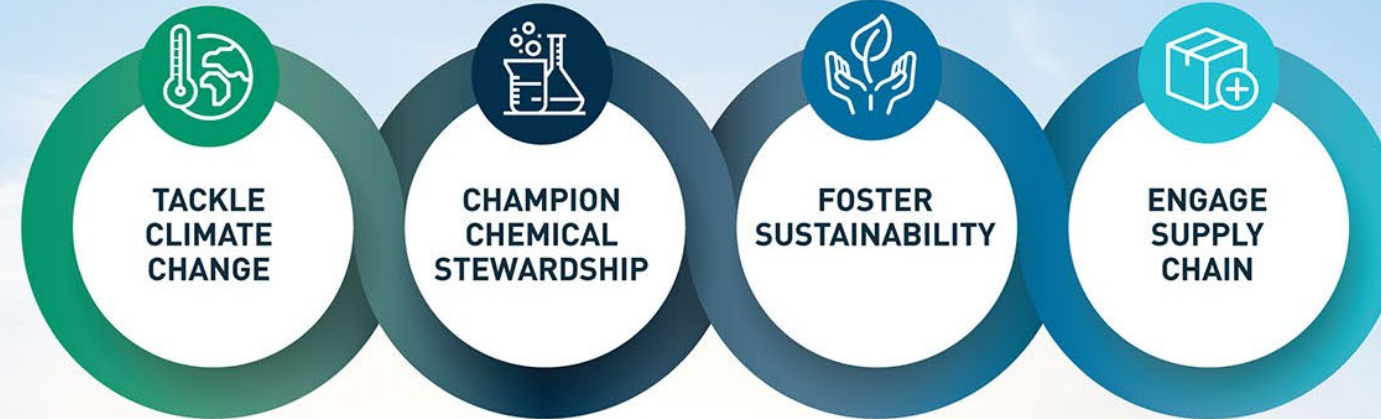 TACKLE
CLIMATE
CHANGE
CHAMPION
CHEMICAL
STEWARDSHIP
FOSTER
SUSTAINABILITY
ENGAGE
SUPPLY
CHAIN